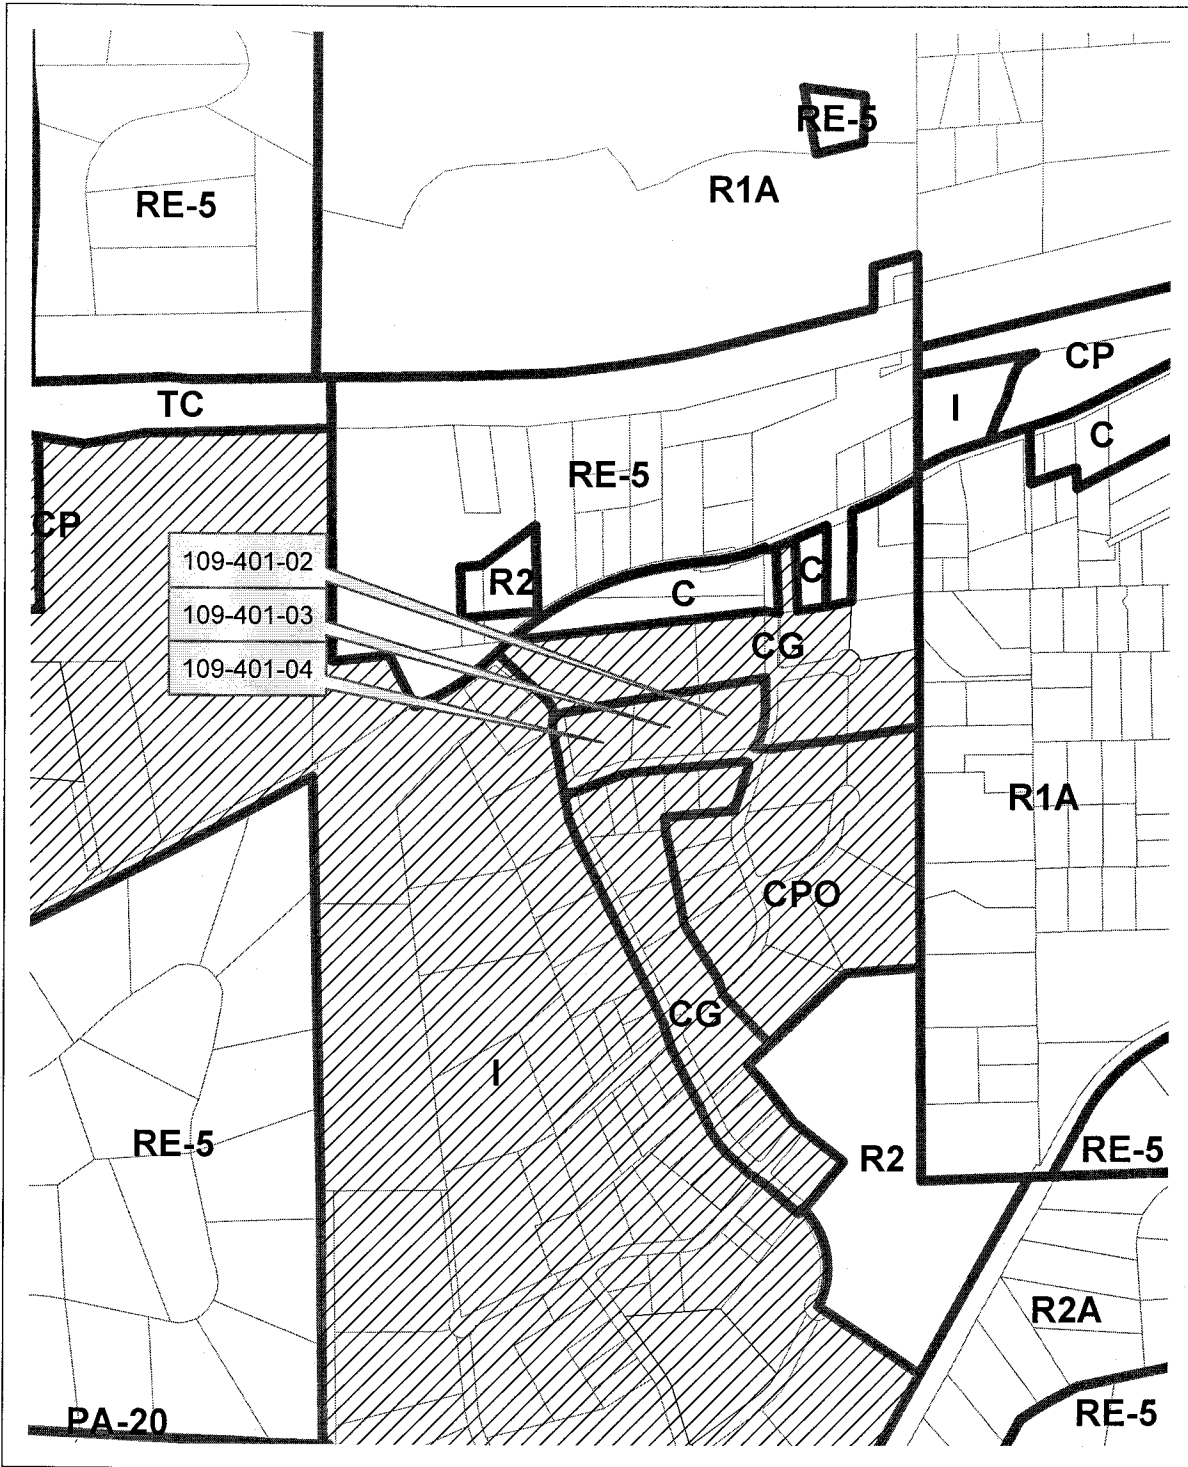 RE-5
RE-5
R1A
TC
CP
I
C
RE-5
CP
109-401-02
109-401-03
109-401-04
R2
C
C
CG
R1A
CPO
CG
I
RE-5
R2
RE-5
R2A
RE-5
PA-20